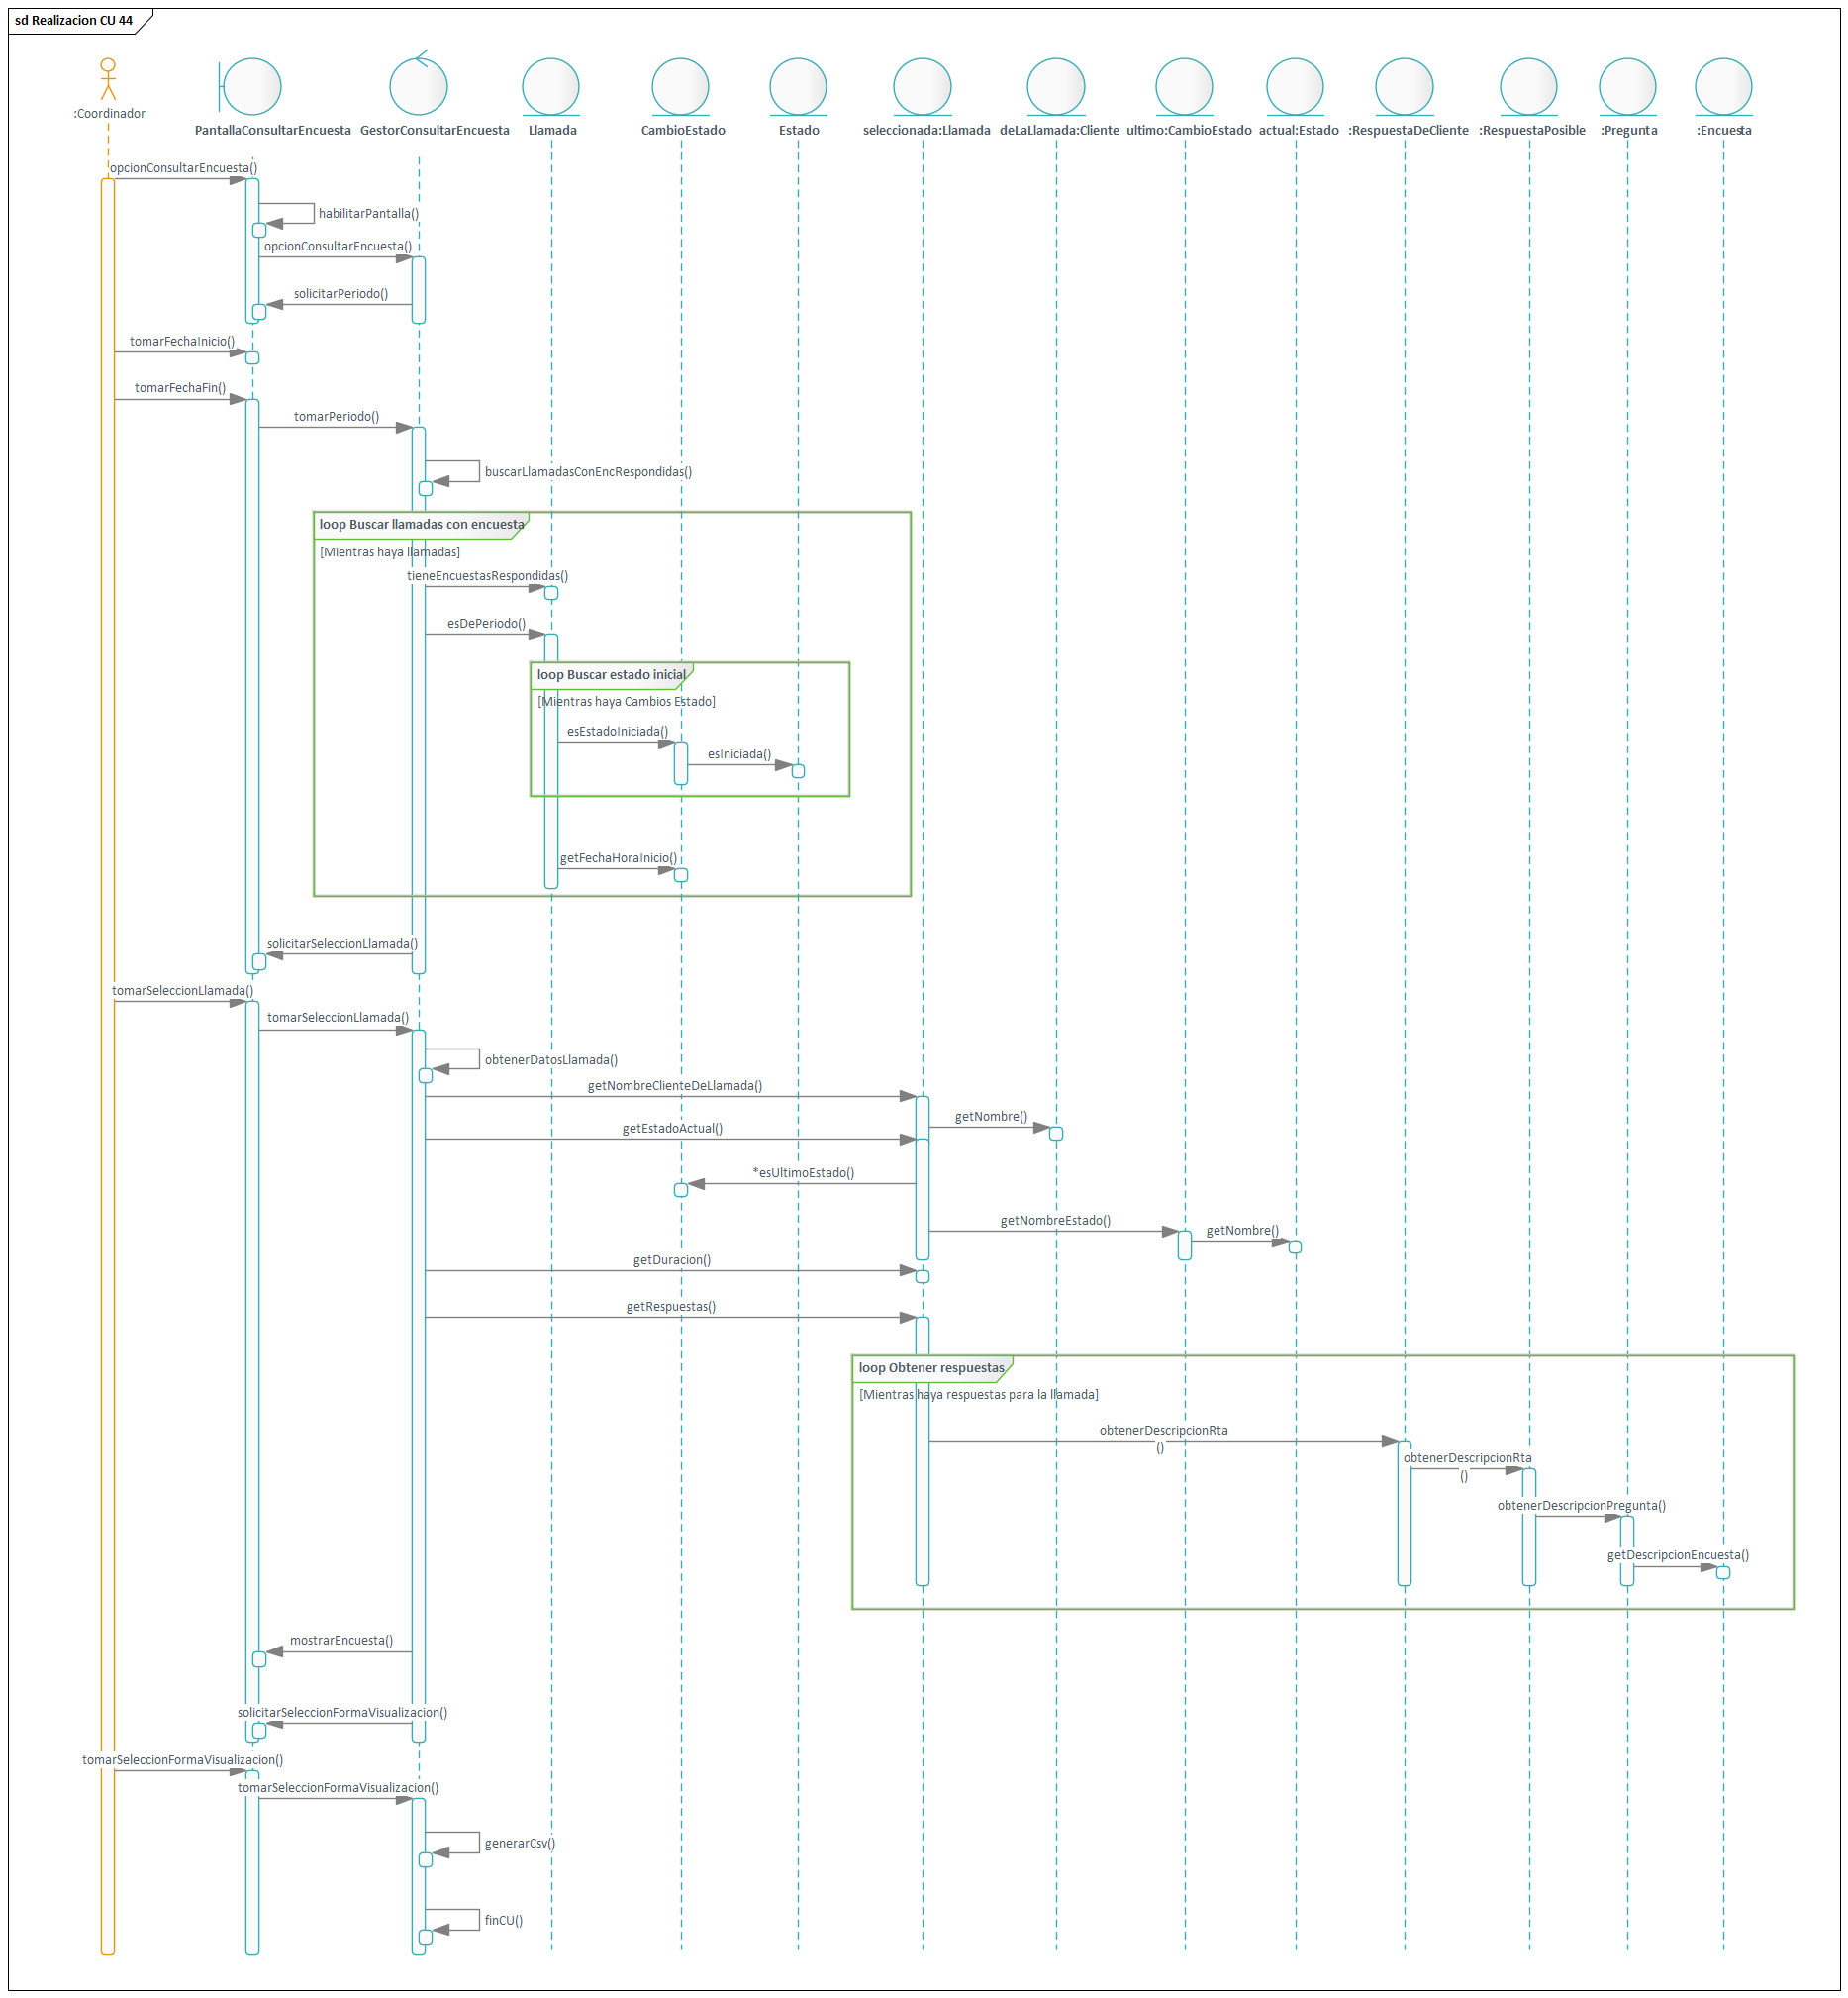 sd Realizacion CU 44
:Coordinador
PantallaConsultarEncuesta
GestorConsultarEncuesta
Llamada
CambioEstado
Estado
seleccionada:Llamada
deLaLlamada:Cliente
ultimo:CambioEstado
actual:Estado
:RespuestaDeCliente
:RespuestaPosible
:Pregunta
:Encuesta
opcionConsultarEncuesta()
habilitarPantalla()
opcionConsultarEncuesta()
solicitarPeriodo()
tomarFechaInicio()
tomarFechaFin()
tomarPeriodo()
buscarLlamadasConEncRespondidas()
loop Buscar llamadas con encuesta
[Mientras haya llamadas]
tieneEncuestasRespondidas()
esDePeriodo()
loop Buscar estado inicial
[Mientras haya Cambios Estado]
esEstadoIniciada()
esIniciada()
getFechaHoraInicio()
solicitarSeleccionLlamada()
tomarSeleccionLlamada()
tomarSeleccionLlamada()
obtenerDatosLlamada()
getNombreClienteDeLlamada()
getNombre()
getEstadoActual()
*esUltimoEstado()
getNombreEstado()
getNombre()
getDuracion()
getRespuestas()
loop Obtener respuestas
[Mientras haya respuestas para la llamada]
obtenerDescripcionRta
()
obtenerDescripcionRta
()
obtenerDescripcionPregunta()
getDescripcionEncuesta()
mostrarEncuesta()
solicitarSeleccionFormaVisualizacion()
tomarSeleccionFormaVisualizacion()
tomarSeleccionFormaVisualizacion()
generarCsv()
finCU()